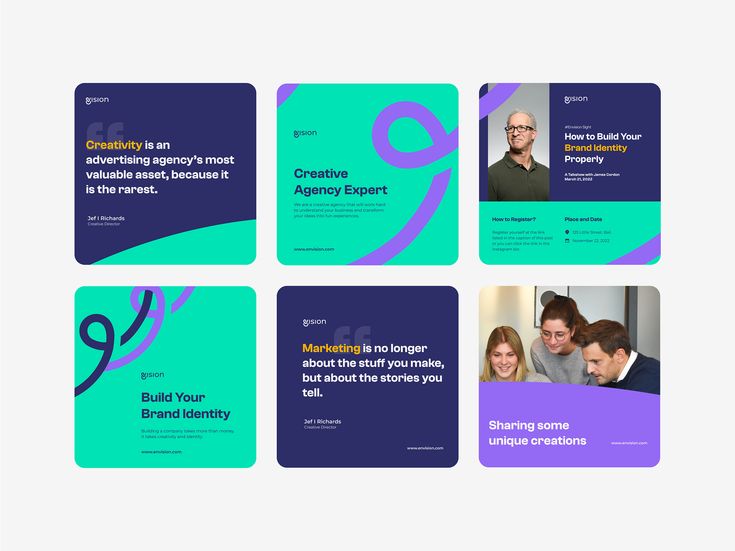 ƨvision
Creativity is an
advertising agency's most
valuable asset, because it
is the rarest.
Jef I Richards
Creative Director
ƨvision
Creative
Agency Expert
We are a creative agency that will work hard
to understand your business and transform
your ideas into fun experiences.
www.envision.com
ƨvision
#Envision Sight
How to Build Your
Brand Identity
Properly
A Talkshow with James Gordon
March 21, 2022
How to Register?
Register yourself at the link
listed in the caption of this post
or you can click the link in the
instagram bio.
Place and Date
125 Little Street, Bali.
November 22, 2022
ƨvision
Build Your
Brand Identity
Building a company takes more than money,
it takes creativity and identity.
www.envision.com
ƨvision
Marketing is no longer
about the stuff you make,
but about the stories you
tell.
Jef I Richards
Creative Director
www.envision.com
Sharing some
unique creations
www.envision.com